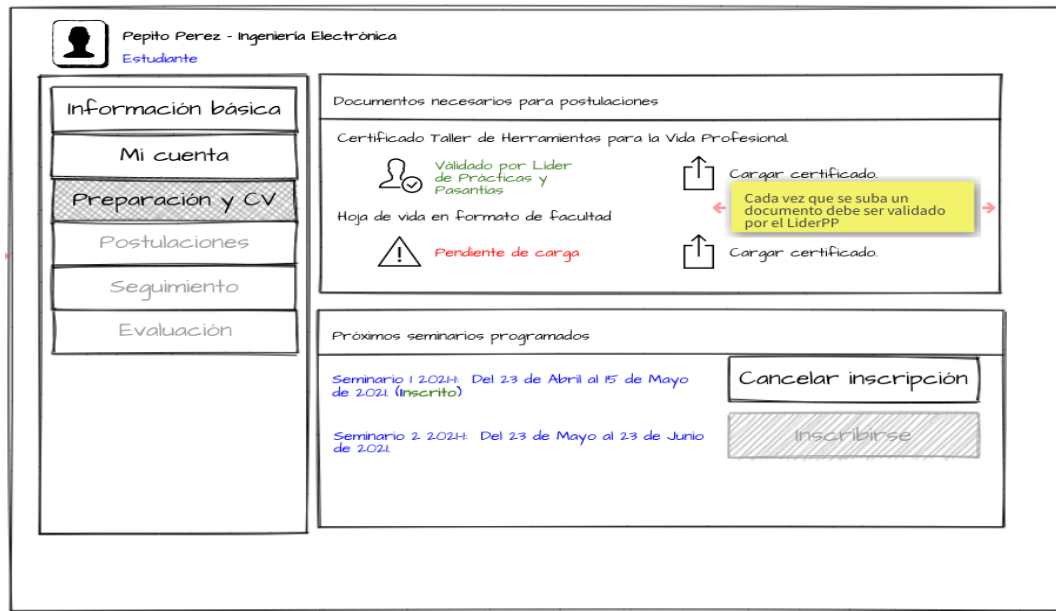 Pepito Perez - Ingeniería Electrónica
Estudiante
Información básica
Mi cuenta
Preparación y CV
Postulaciones
Seguimiento
Evaluación
Documentos necesarios para postulaciones
Certificado Taller de Herramientas para la Vida Profesional.
Válidado por Lider
de Prácticas y
Pasantías
Cargar certificado.
Cada vez que se suba un
documento debe ser validado
por el LiderPP
Hoja de vida en formato de facultad
Pendiente de carga
Cargar certificado.
Próximos seminarios programados
Seminario 1 2021-1: Del 23 de Abril al 15 de Mayo
de 2021. (Inscrito)
Cancelar inscripción
Seminario 2 2021-1: Del 23 de Mayo al 23 de Junio
de 2021.
Inscribirse